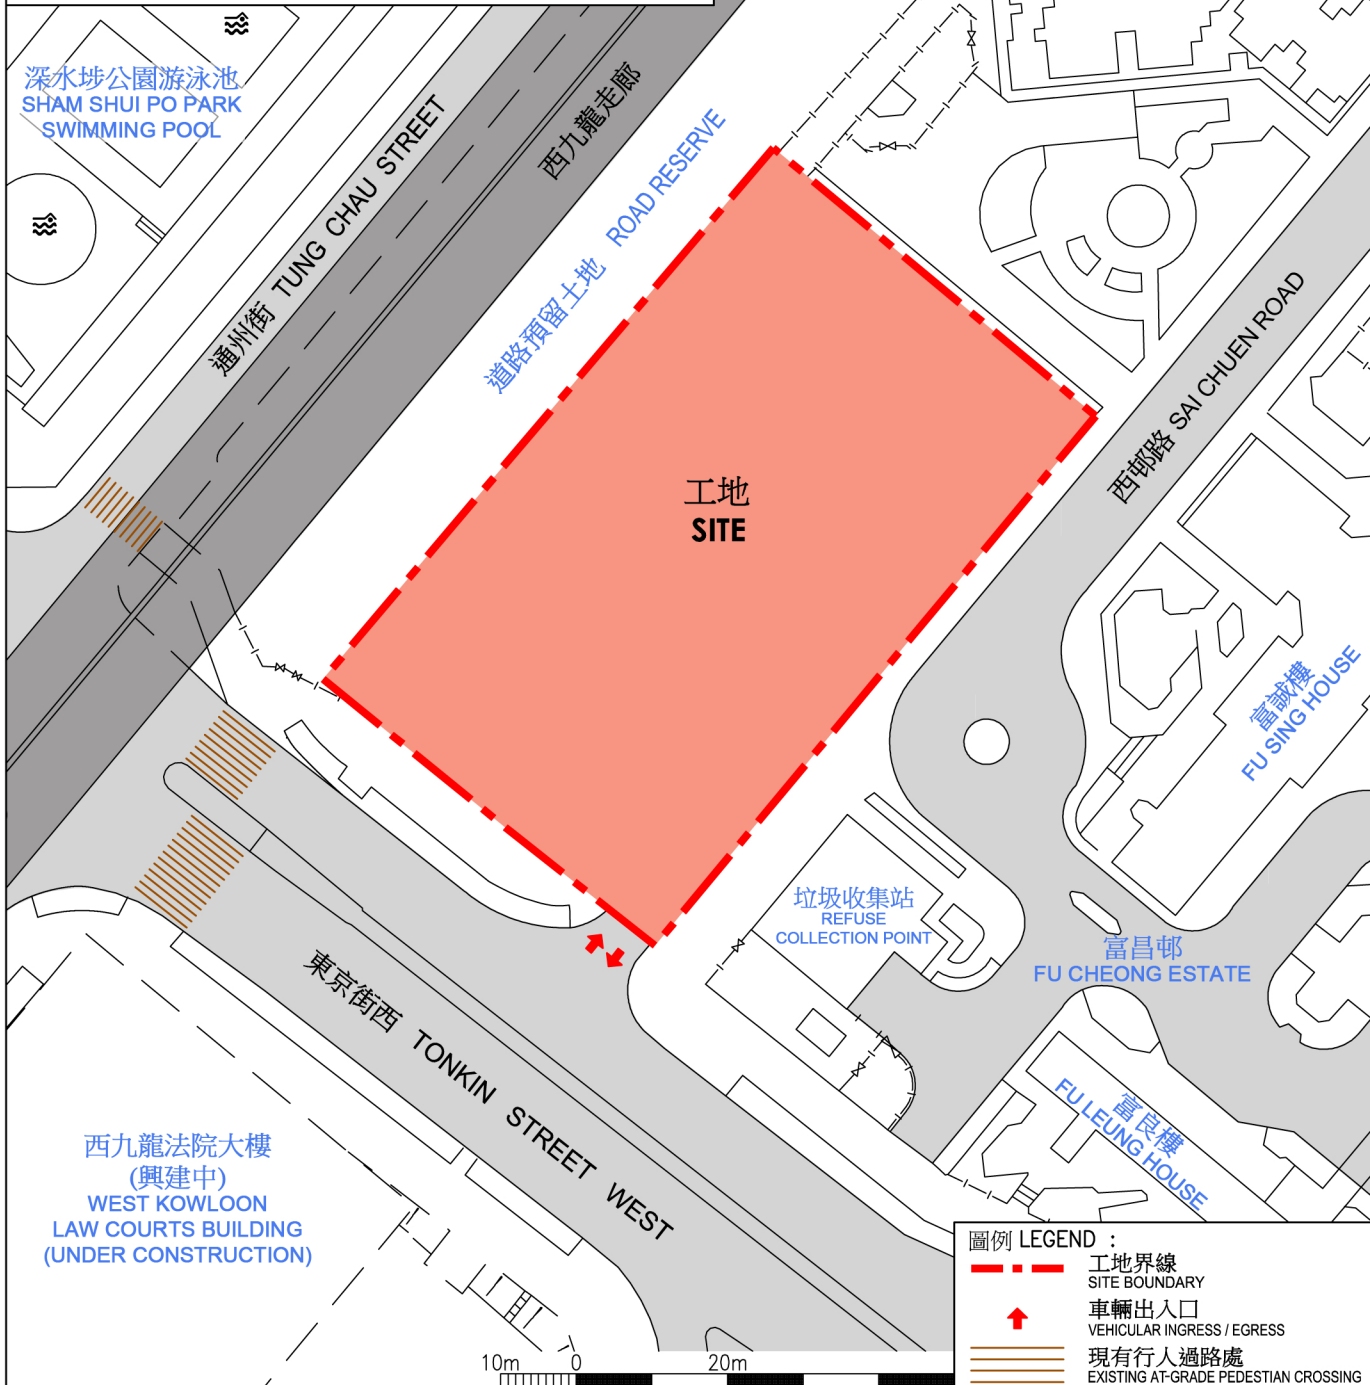 深水埗公園游泳池
SHAM SHUI PO PARK
SWIMMING POOL
通州街 TUNG CHAU STREET
西九龍走廊
道路預留土地 ROAD RESERVE
工地
SITE
西邨路 SAI CHUEN ROAD
富誠樓
FU SING HOUSE
垃圾收集站
REFUSE
COLLECTION POINT
富昌邨
FU CHEONG ESTATE
富良樓
FU LEUNG HOUSE
東京街西 TONKIN STREET WEST
西九龍法院大樓
(興建中)
WEST KOWLOON
LAW COURTS BUILDING
(UNDER CONSTRUCTION)
10m 0 20m
圖例 LEGEND :
工地界線
SITE BOUNDARY
車輛出入口
VEHICULAR INGRESS / EGRESS
現有行人過路處
EXISTING AT-GRADE PEDESTIAN CROSSING